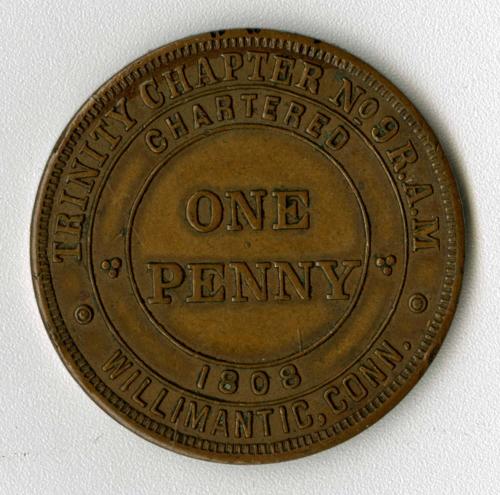 TRINITY CHAPTER No 9 R.A.M
CHARTERED
ONE
PENNY
1808
WILLIMANTIC, CONN.